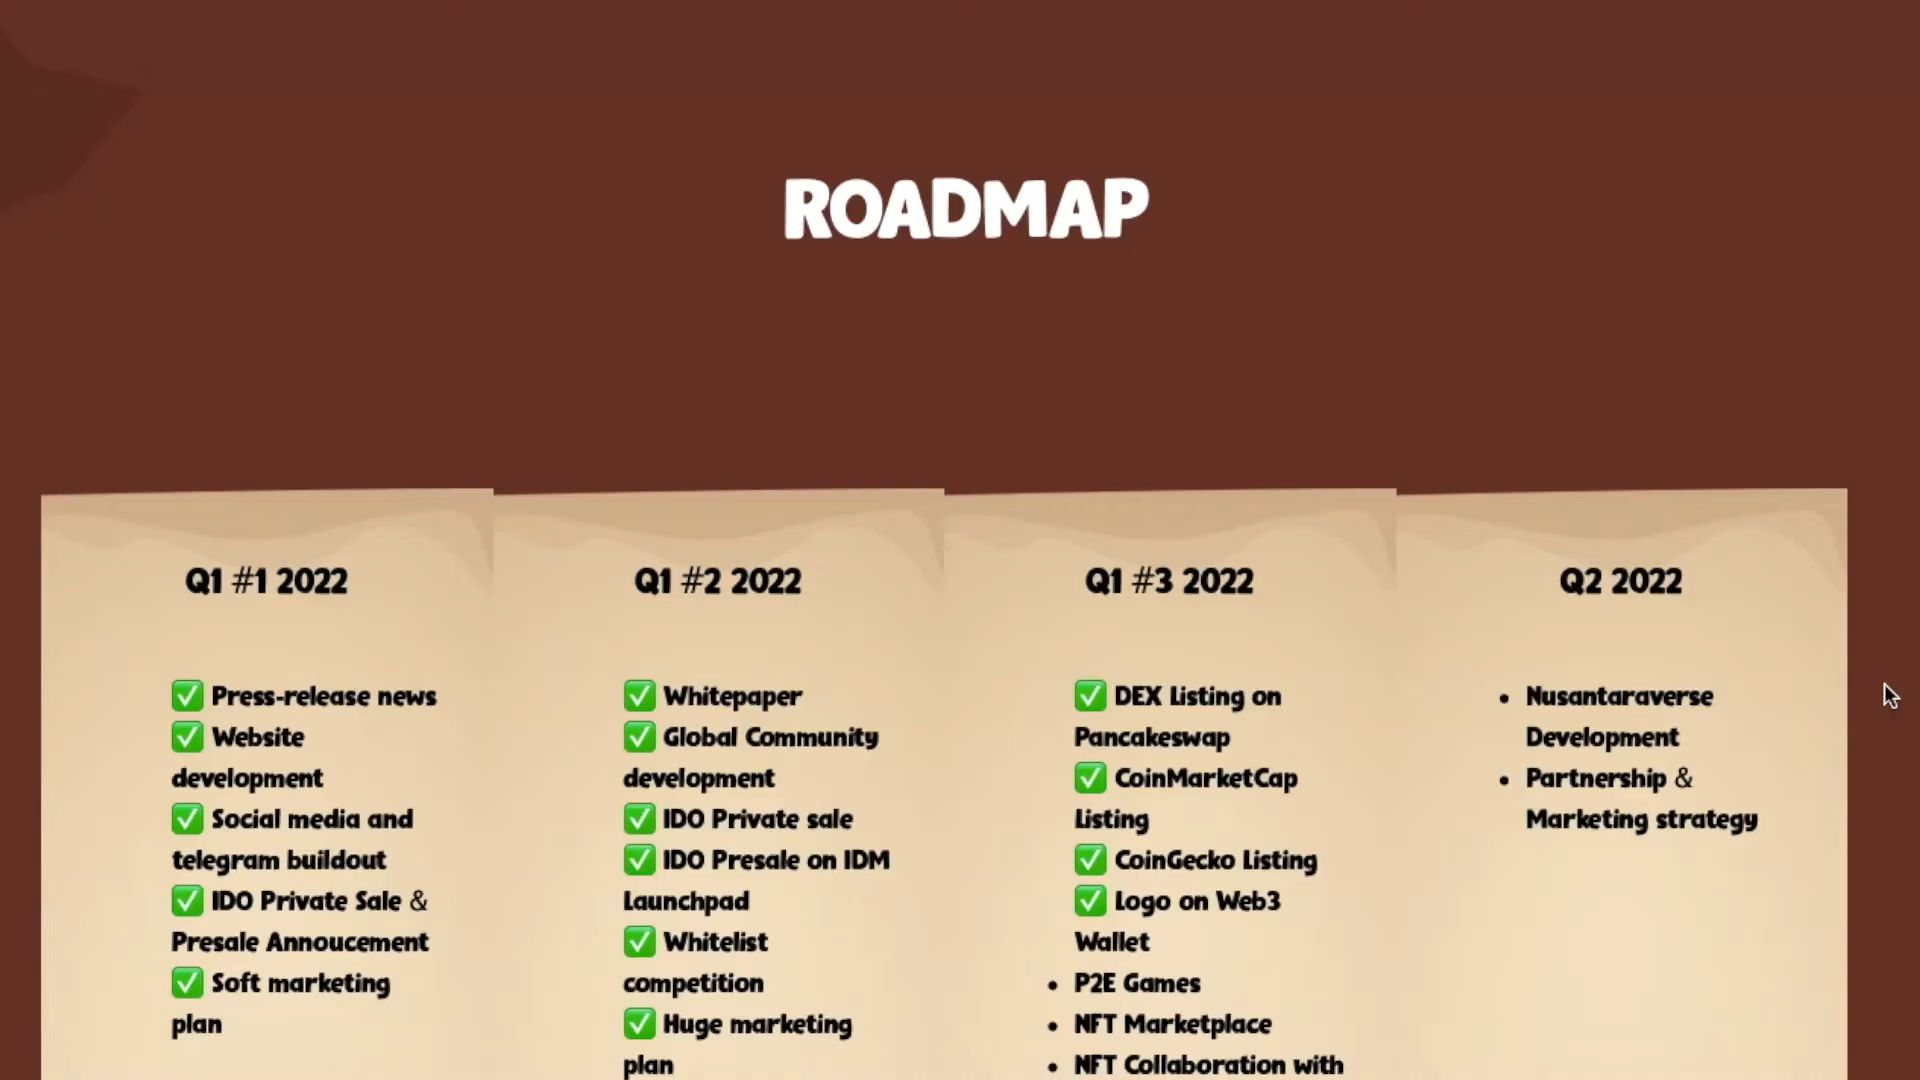 ROADMAP
Q1 #1 2022
✅ Press-release news
✅ Website
development
✅ Social media and
telegram buildout
✅ IDO Private Sale &
Presale Annoucement
✅ Soft marketing
plan
Q1 #2 2022
✅ Whitepaper
✅ Global Community
development
✅ IDO Private sale
✅ IDO Presale on IDM
Launchpad
✅ Whitelist
competition
✅ Huge marketing
plan
Q1 #3 2022
✅ DEX Listing on
Pancakeswap
✅ CoinMarketCap
Listing
✅ CoinGecko Listing
✅ Logo on Web3
Wallet
• P2E Games
• NFT Marketplace
• NFT Collaboration with
Q2 2022
• Nusantaraverse
Development
• Partnership &
Marketing strategy